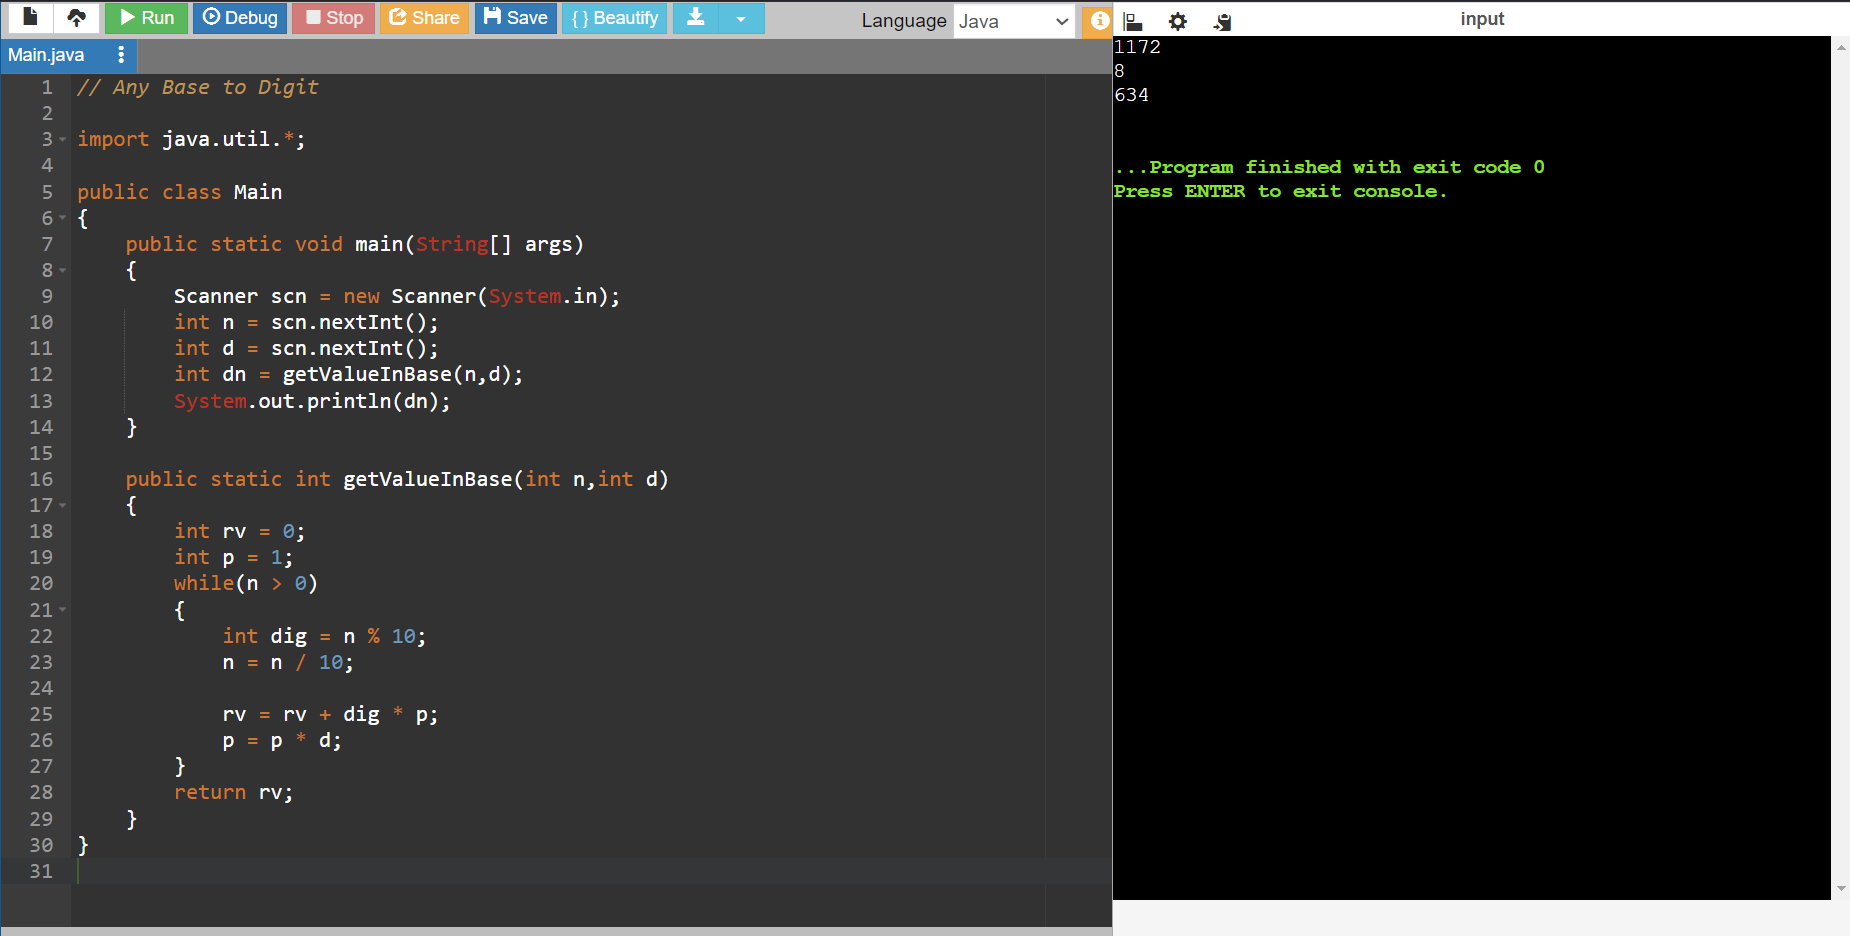 Run Debug Stop Share Save { } Beautify Language Java input
Main.java
1 // Any Base to Digit
2
3 import java.util.*;
4
5 public class Main
6 {
7     public static void main(String[] args)
8     {
9         Scanner scn = new Scanner(System.in);
10         int n = scn.nextInt();
11         int d = scn.nextInt();
12         int dn = getValueInBase(n,d);
13         System.out.println(dn);
14     }
15
16     public static int getValueInBase(int n,int d)
17     {
18         int rv = 0;
19         int p = 1;
20         while(n > 0)
21         {
22             int dig = n % 10;
23             n = n / 10;
24
25             rv = rv + dig * p;
26             p = p * d;
27         }
28         return rv;
29     }
30 }
31
1172
8
634
...Program finished with exit code 0
Press ENTER to exit console.